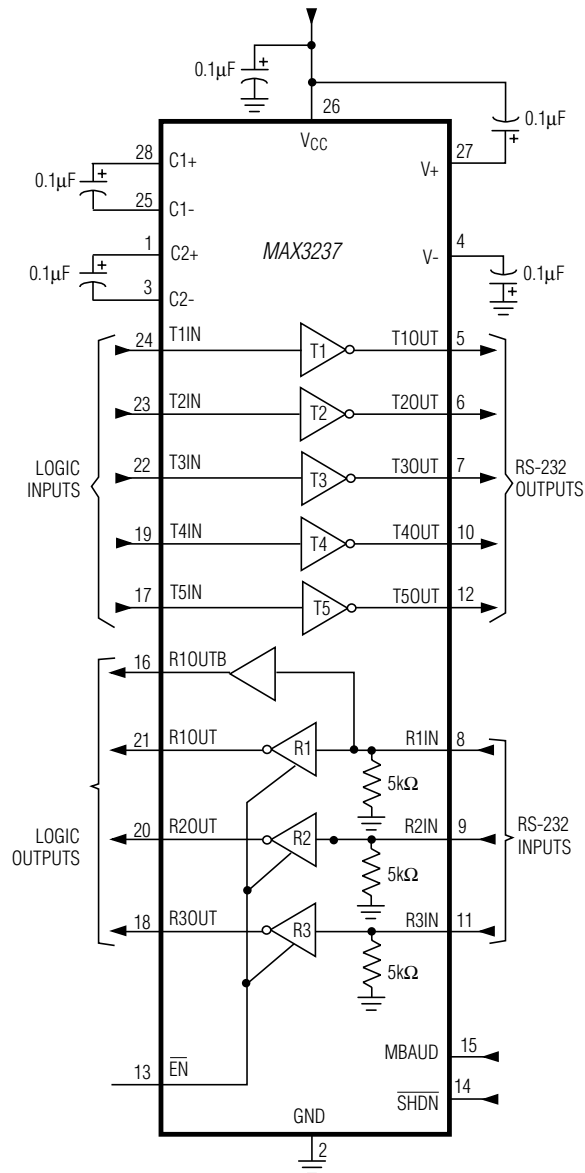 0.1µF
26
0.1µF
VCC
28
C1+
27
V+
0.1µF
25
C1-
1
C2+
MAX3237
4
V-
0.1µF
3
C2-
0.1µF
24
T1IN
T1
T1OUT
5
23
T2IN
T2
T2OUT
6
LOGIC
INPUTS
22
T3IN
T3
T3OUT
7
RS-232
OUTPUTS
19
T4IN
T4
T4OUT
10
17
T5IN
T5
T5OUT
12
16
R1OUTB
21
R1OUT
R1
R1IN
8
5kΩ
LOGIC
OUTPUTS
20
R2OUT
R2
R2IN
9
RS-232
INPUTS
5kΩ
18
R3OUT
R3
R3IN
11
5kΩ
13
EN
MBAUD
15
SHDN
14
GND
2